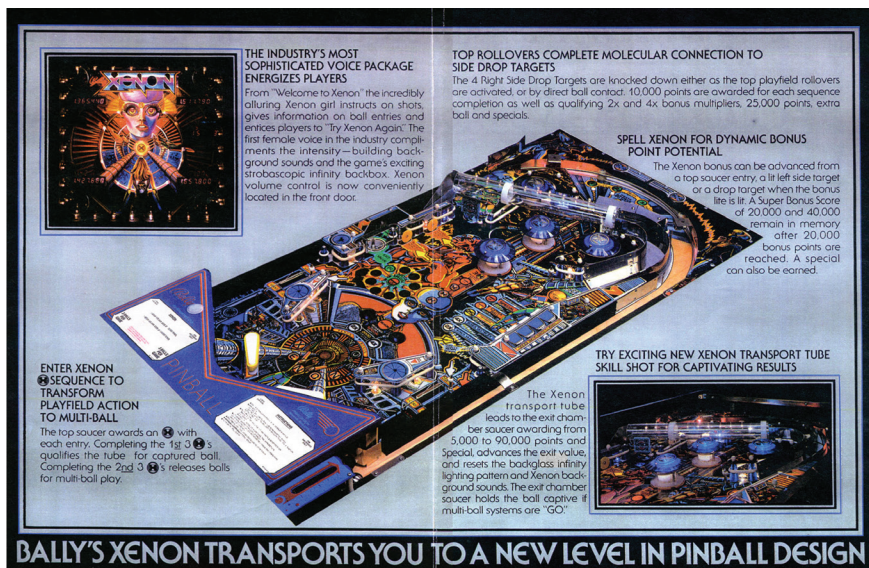 XENON
THE INDUSTRY'S MOST
SOPHISTICATED VOICE PACKAGE
ENERGIZES PLAYERS
From "Welcome to Xenon" the incredibly
alluring Xenon girl instructs on shots,
gives information on ball entries and
entices players to "Try Xenon Again." The
first female voice in the industry compli-
ments the intensity—building back-
ground sounds and the game's exciting
stroboscopic infinity backbox. Xenon
volume control is now conveniently
located in the front door.
TOP ROLLOVERS COMPLETE MOLECULAR CONNECTION TO
SIDE DROP TARGETS
The 4 Right Side Drop Targets are knocked down either as the top playfield rollovers
are activated, or by direct ball contact. 10,000 points are awarded for each sequence
completion as well as qualifying 2x and 4x bonus multipliers, 25,000 points, extra
ball and specials.
SPELL XENON FOR DYNAMIC BONUS
POINT POTENTIAL
The Xenon bonus can be advanced from
a top saucer entry, a lit left side target
or a drop target when the bonus
lite is lit. A Super Bonus Score
of 20,000 and 40,000
remain in memory
after 20,000
bonus points are
reached. A special
can also be earned.
PINBALL
ENTER XENON
SEQUENCE TO
TRANSFORM
PLAYFIELD ACTION
TO MULTI-BALL
The top saucer awards an with
each entry. Completing the 1st 3 's
qualifies the tube for captured ball.
Completing the 2nd 3 's releases balls
for multi-ball play.
TRY EXCITING NEW XENON TRANSPORT TUBE
SKILL SHOT FOR CAPTIVATING RESULTS
The Xenon
transport tube
leads to the exit cham-
ber saucer awarding from
5,000 to 90,000 points and
Special, advances the exit value,
and resets the backglass infinity
lighting pattern and Xenon back-
ground sounds. The exit chamber
saucer holds the ball captive if
multi-ball systems are "GO."
BALLY'S XENON TRANSPORTS YOU TO A NEW LEVEL IN PINBALL DESIGN